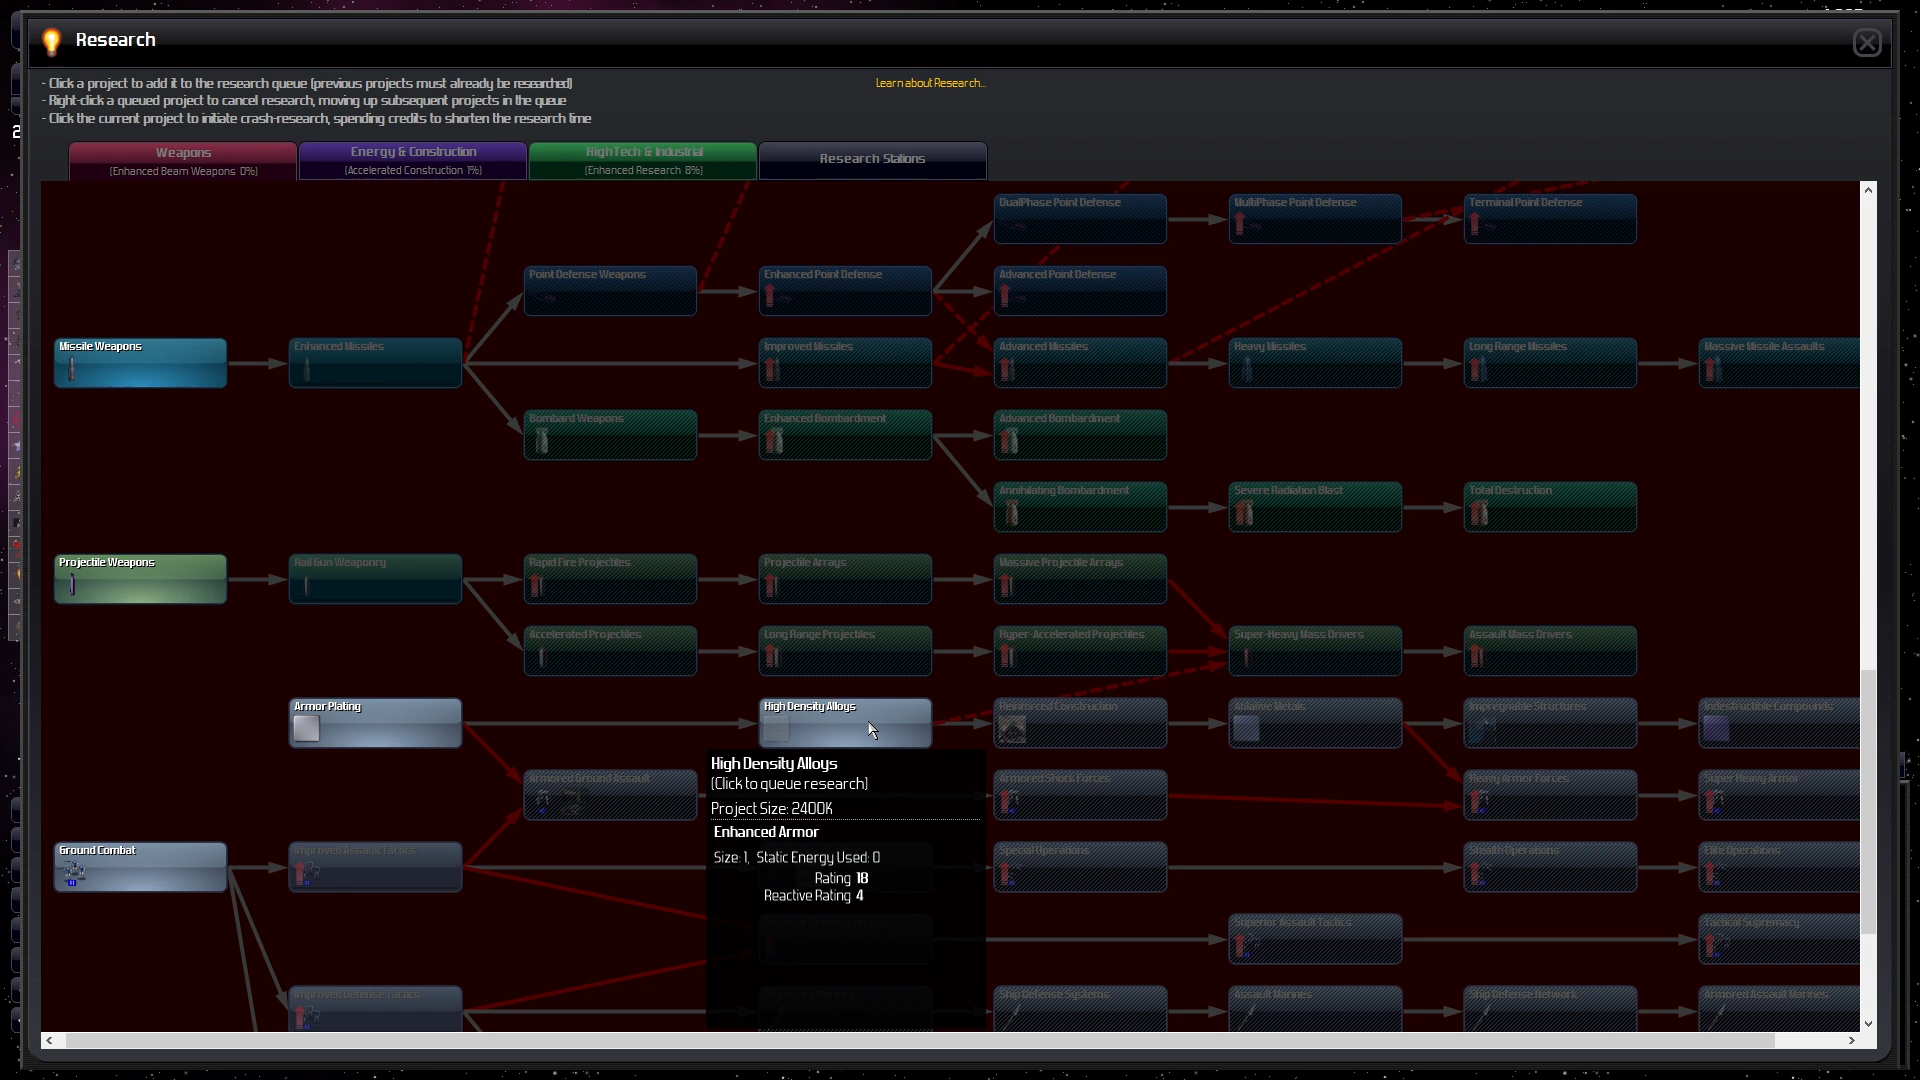 Research
- Click a project to add it to the research queue (previous projects must already be researched)
- Right-click a queued project to cancel research, moving up subsequent projects in the queue
- Click the current project to initiate crash-research, spending credits to shorten the research time
Learn about Research...
Weapons
(Enhanced Beam Weapons 0%)
Energy & Construction
(Accelerated Construction 1%)
HighTech & Industrial
(Enhanced Research 8%)
Research Stations
DualPhase Point Defense
MultiPhase Point Defense
Terminal Point Defense
Point Defense Weapons
Enhanced Point Defense
Advanced Point Defense
Missile Weapons
Enhanced Missiles
Improved Missiles
Advanced Missiles
Heavy Missiles
Long Range Missiles
Massive Missile Assaults
Bombard Weapons
Enhanced Bombardment
Advanced Bombardment
Annihilating Bombardment
Severe Radiation Blast
Total Destruction
Projectile Weapons
Rail Gun Weaponry
Rapid Fire Projectiles
Projectile Arrays
Massive Projectile Arrays
Accelerated Projectiles
Long Range Projectiles
Hyper-Accelerated Projectiles
Super-Heavy Mass Drivers
Assault Mass Drivers
Armor Plating
High Density Alloys
Reinforced Construction
Ablative Metals
Impregnable Structures
Indestructible Compounds
High Density Alloys
(Click to queue research)
Project Size: 2400K
Enhanced Armor
Size: 1, Static Energy Used: 0
Rating 18
Reactive Rating 4
Armored Ground Assault
Armored Shock Forces
Heavy Armor Forces
Super Heavy Armor
Ground Combat
Improved Assault Tactics
Special Operations
Stealth Operations
Elite Operations
Superior Assault Tactics
Tactical Supremacy
Improved Defense Tactics
Ship Defense Systems
Assault Marines
Ship Defense Network
Armored Assault Marines